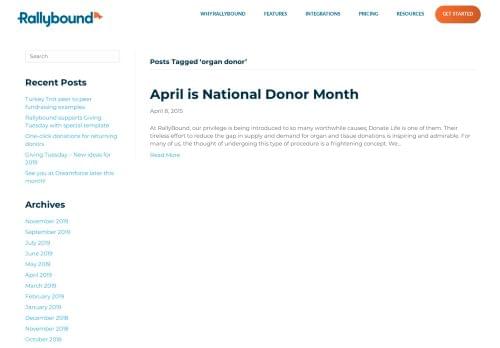 Rallybound
WHY RALLYBOUND
FEATURES
INTEGRATIONS
PRICING
RESOURCES
GET STARTED
Search
Recent Posts
Turkey Trot peer to peer
fundraising examples
Rallybound supports Giving
Tuesday with special template
One-click donations for returning
donors
Giving Tuesday – New ideas for
2019
See you at Dreamforce later this
month!
Archives
November 2019
September 2019
July 2019
June 2019
May 2019
April 2019
March 2019
February 2019
January 2019
December 2018
November 2018
October 2018
Posts Tagged ‘organ donor’
April is National Donor Month
April 8, 2015
At RallyBound, our privilege is being introduced to so many worthwhile causes; Donate Life is one of them. Their
tireless effort to reduce the gap in supply and demand for organ and tissue donations is inspiring and admirable. For
many of us, the thought of undergoing this type of procedure is a frightening concept. We...
Read More